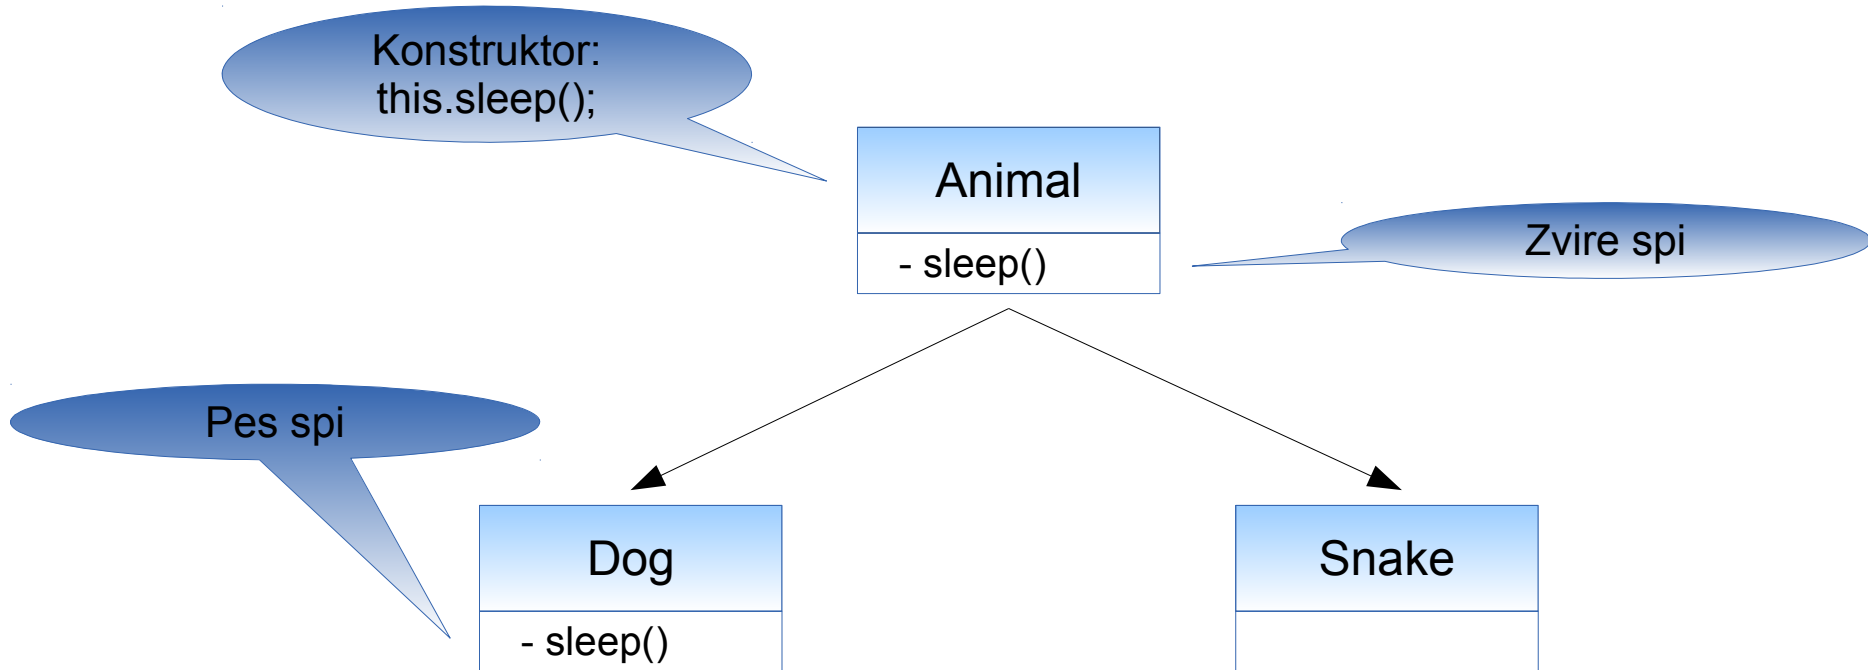 Konstruktor:
this.sleep();
Animal
- sleep()
Zvire spi
Pes spi
Dog
- sleep()
Snake